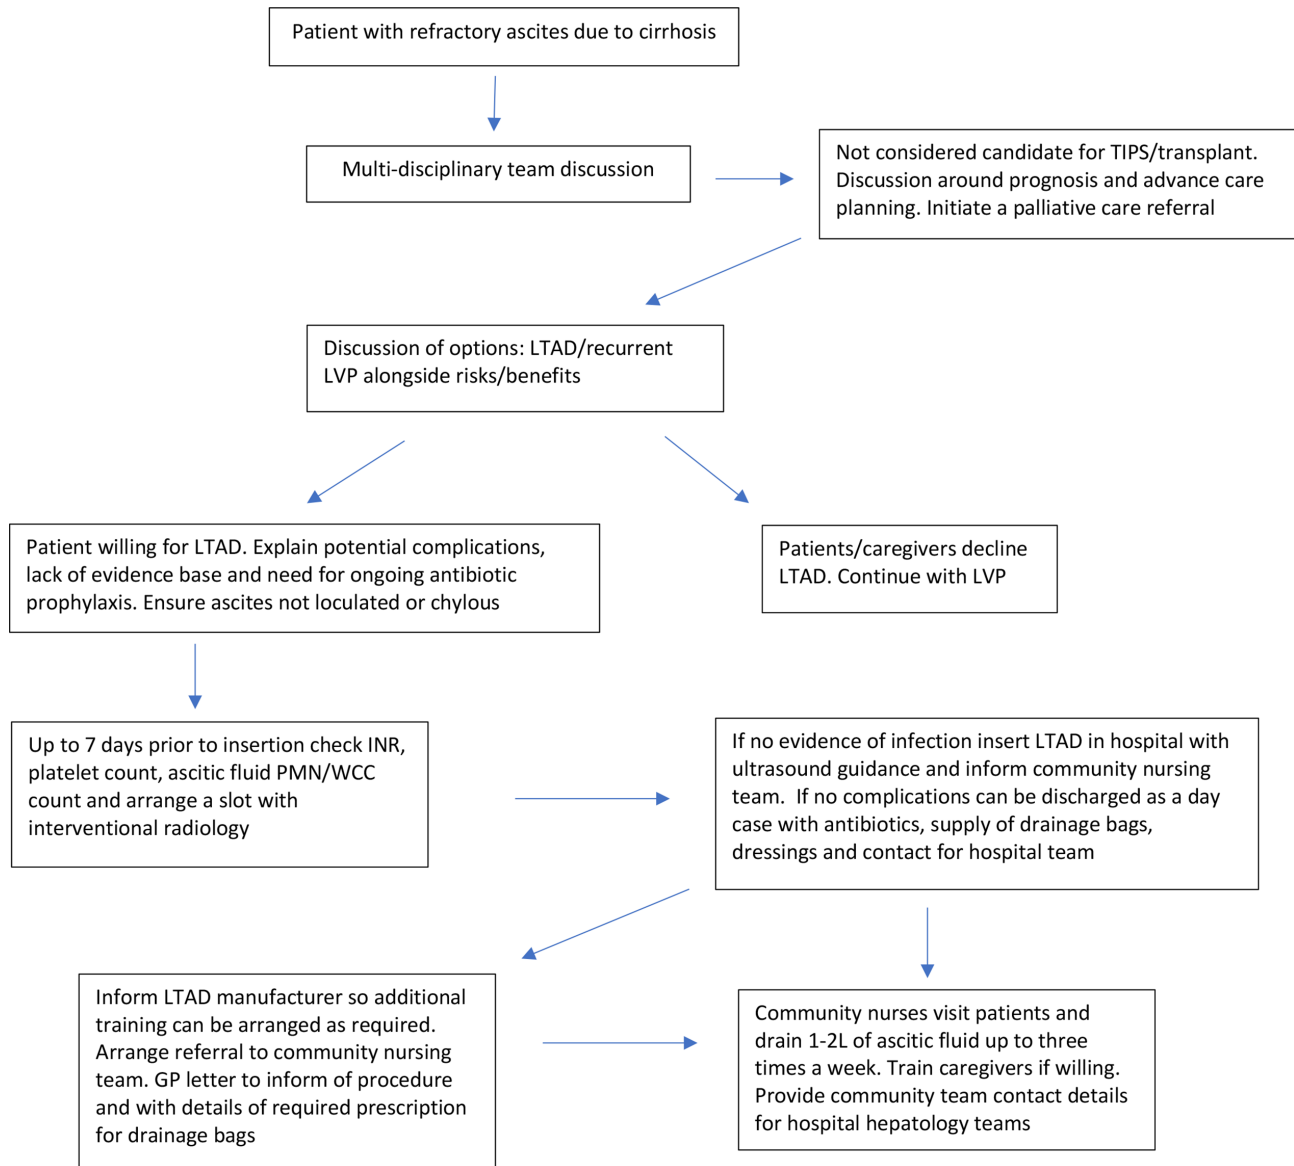 Patient with refractory ascites due to cirrhosis
Multi-disciplinary team discussion
Not considered candidate for TIPS/transplant.
Discussion around prognosis and advance care
planning. Initiate a palliative care referral
Discussion of options: LTAD/recurrent
LVP alongside risks/benefits
Patient willing for LTAD. Explain potential complications,
lack of evidence base and need for ongoing antibiotic
prophylaxis. Ensure ascites not loculated or chylous
Patients/caregivers decline
LTAD. Continue with LVP
Up to 7 days prior to insertion check INR,
platelet count, ascitic fluid PMN/WCC
count and arrange a slot with
interventional radiology
If no evidence of infection insert LTAD in hospital with
ultrasound guidance and inform community nursing
team.  If no complications can be discharged as a day
case with antibiotics, supply of drainage bags,
dressings and contact for hospital team
Inform LTAD manufacturer so additional
training can be arranged as required.
Arrange referral to community nursing
team. GP letter to inform of procedure
and with details of required prescription
for drainage bags
Community nurses visit patients and
drain 1-2L of ascitic fluid up to three
times a week. Train caregivers if willing.
Provide community team contact details
for hospital hepatology teams